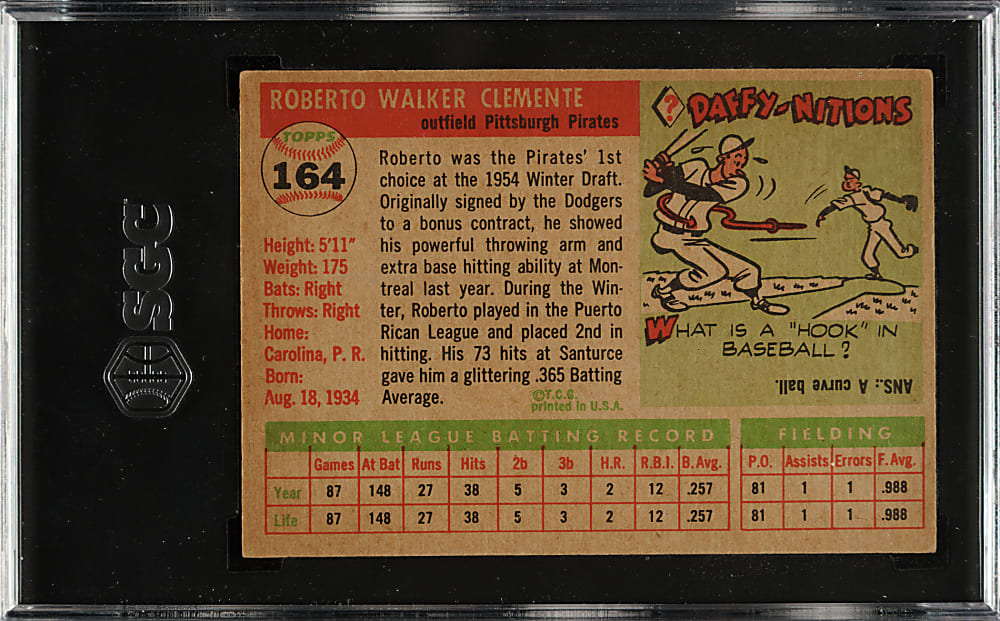 SGC
ROBERTO WALKER CLEMENTE
outfield Pittsburgh Pirates
TOPPS
164
Height: 5'11"
Weight: 175
Bats: Right
Throws: Right
Home:
Carolina, P. R.
Born:
Aug. 18, 1934
Roberto was the Pirates' 1st
choice at the 1954 Winter Draft.
Originally signed by the Dodgers
to a bonus contract, he showed
his powerful throwing arm and
extra base hitting ability at Mon-
treal last year. During the Win-
ter, Roberto played in the Puerto
Rican League and placed 2nd in
hitting. His 73 hits at Santurce
gave him a glittering .365 Batting
Average.
©T.C.G.
printed in U.S.A.
? DAFFY-NITIONS
WHAT IS A "HOOK" IN
BASEBALL?
ANS.: A curve ball.
MINOR LEAGUE BATTING RECORD
Games At Bat Runs Hits 2b 3b H.R. R.B.I. B.Avg.
Year 87 148 27 38 5 3 2 12 .257
Life 87 148 27 38 5 3 2 12 .257
FIELDING
P.O. Assists Errors F. Avg.
81 1 1 .988
81 1 1 .988